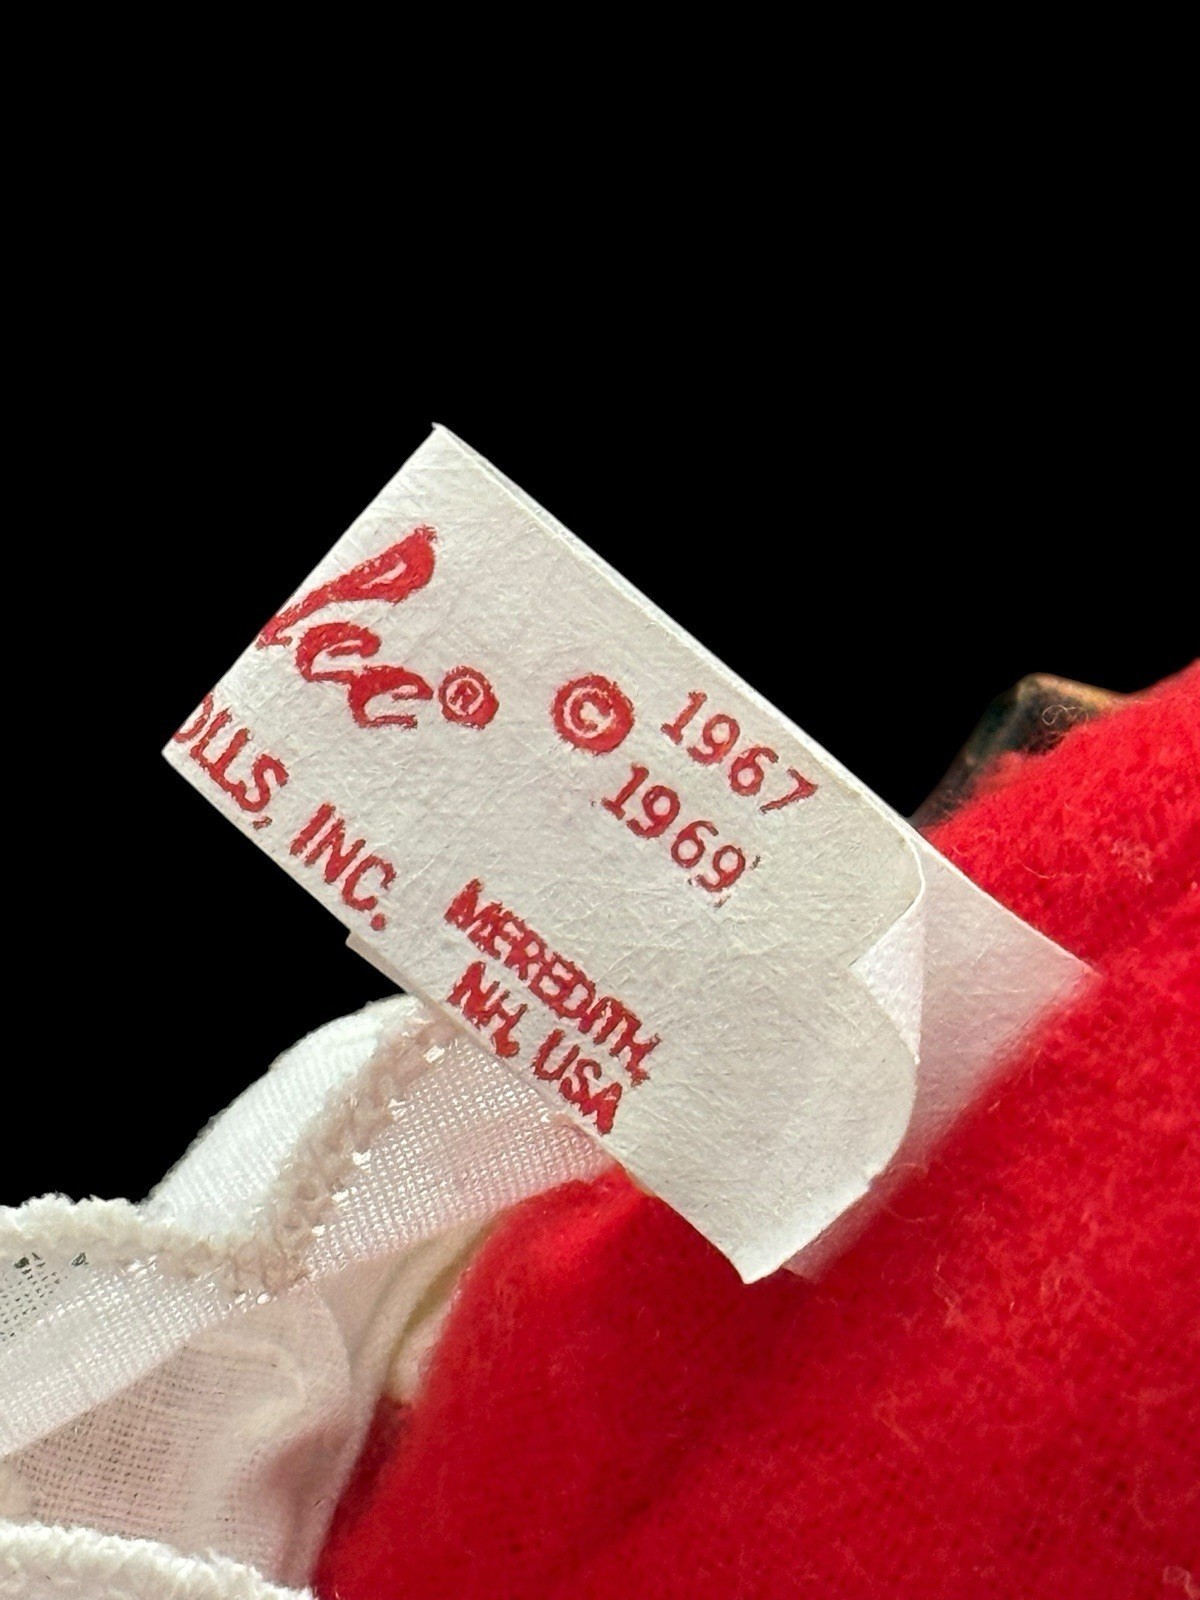 lee® © 1967
1969
OLLS, INC.
MEREDITH,
NH, USA